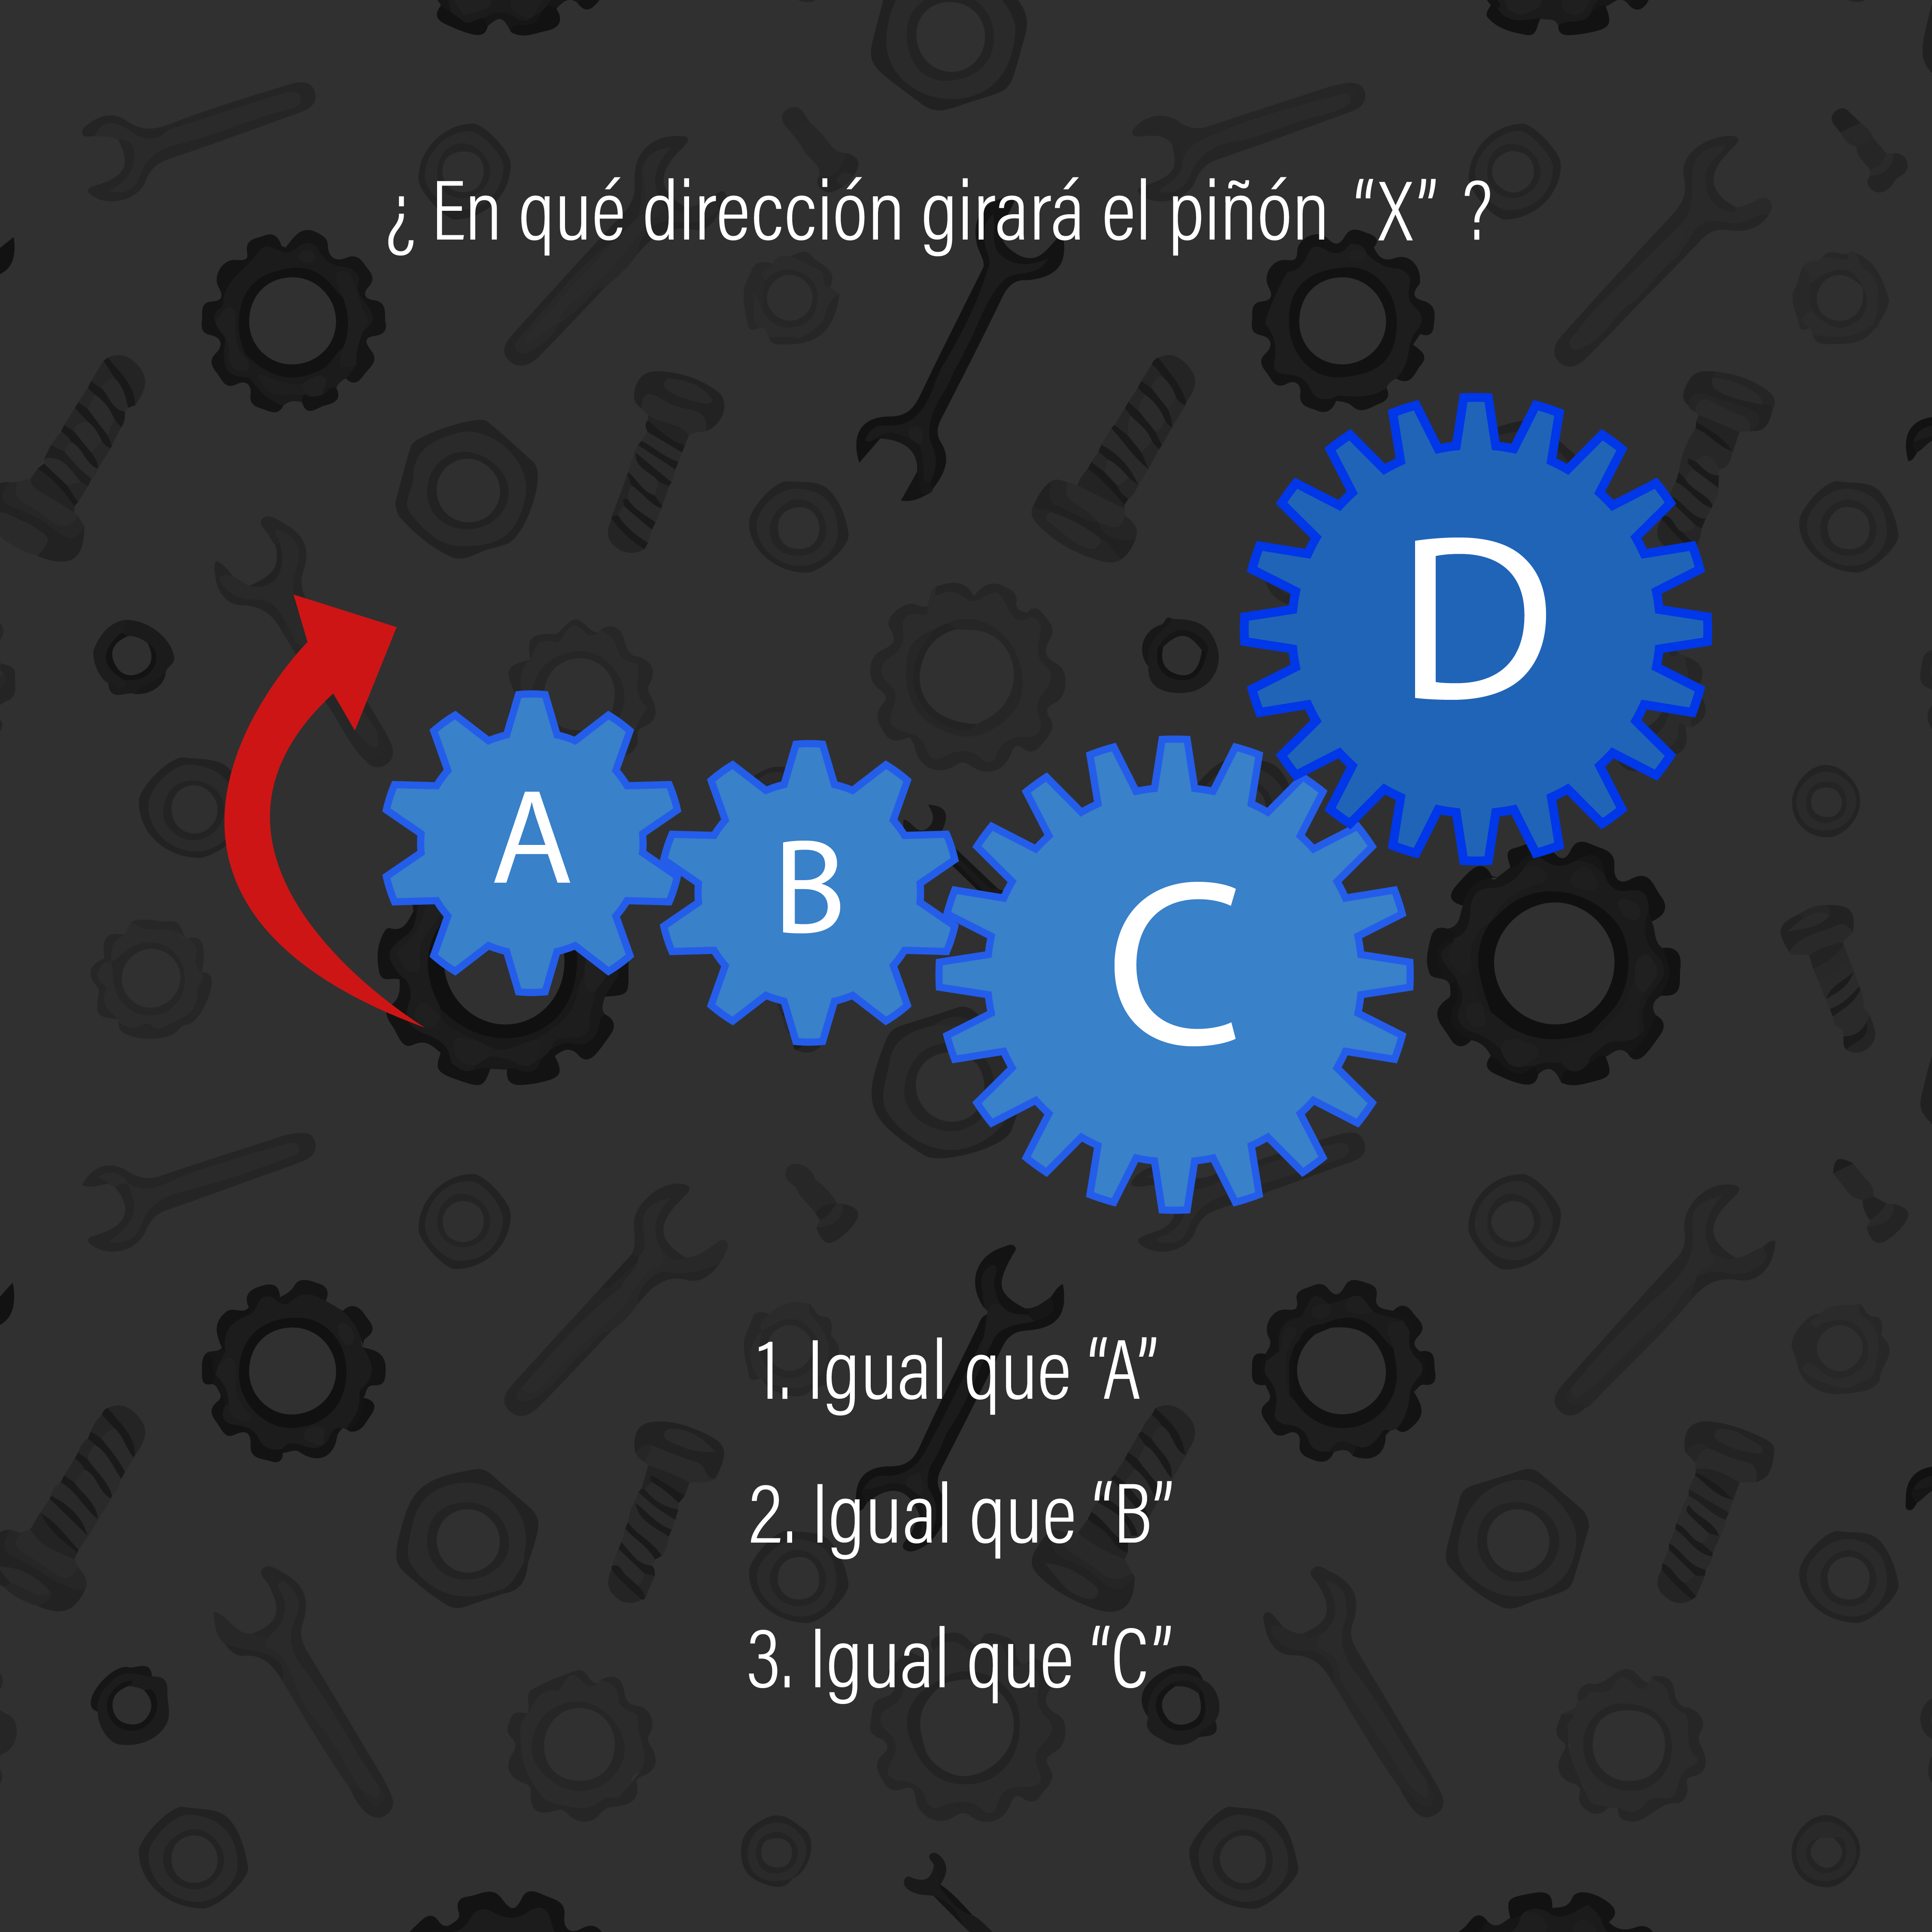 ¿ En qué dirección girará el piñón “X” ?
D
A
B
C
1. Igual que “A”
2. Igual que “B”
3. Igual que “C”